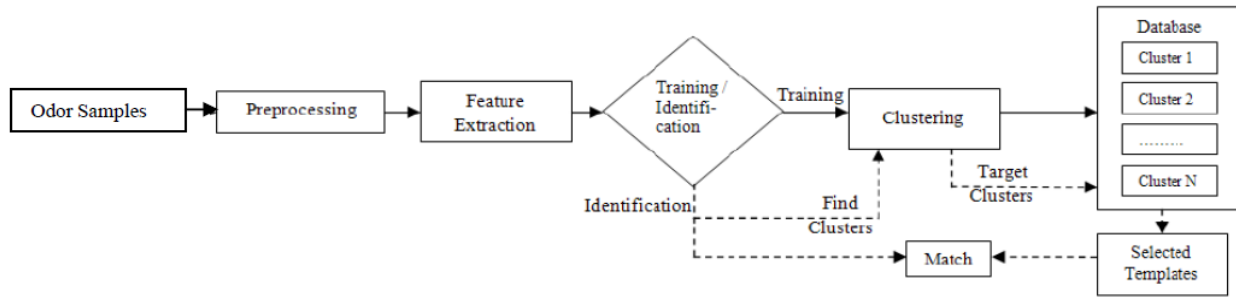 Odor Samples
Preprocessing
Feature
Extraction
Training /
Identifi-
cation
Training
Clustering
Database
Cluster 1
Cluster 2
..........
Cluster N
Target
Clusters
Identification
Find
Clusters
Match
Selected
Templates